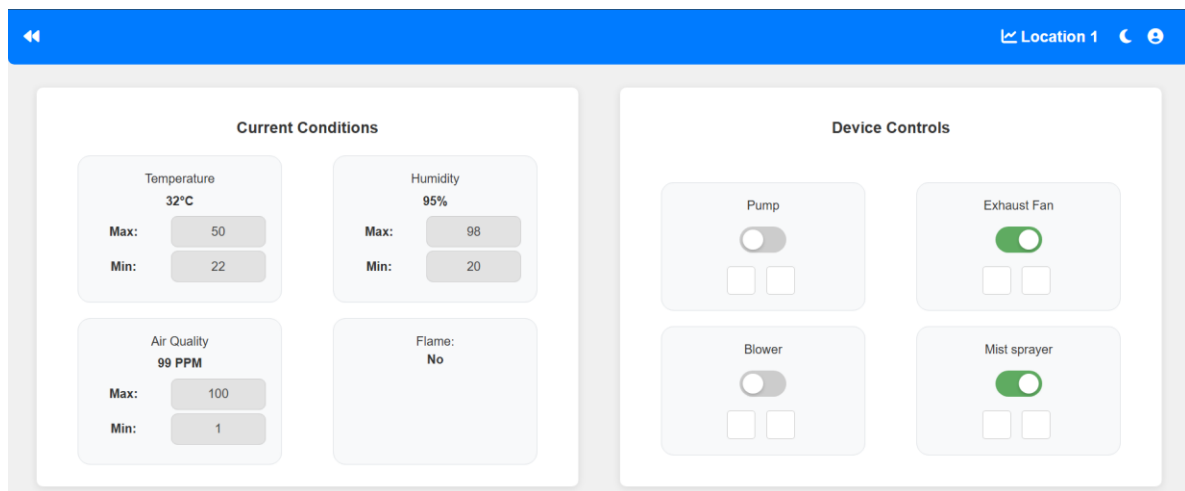 Location 1
Current Conditions
Temperature
32°C
Max: 50
Min: 22
Humidity
95%
Max: 98
Min: 20
Air Quality
99 PPM
Max: 100
Min: 1
Flame:
No
Device Controls
Pump
Exhaust Fan
Blower
Mist sprayer